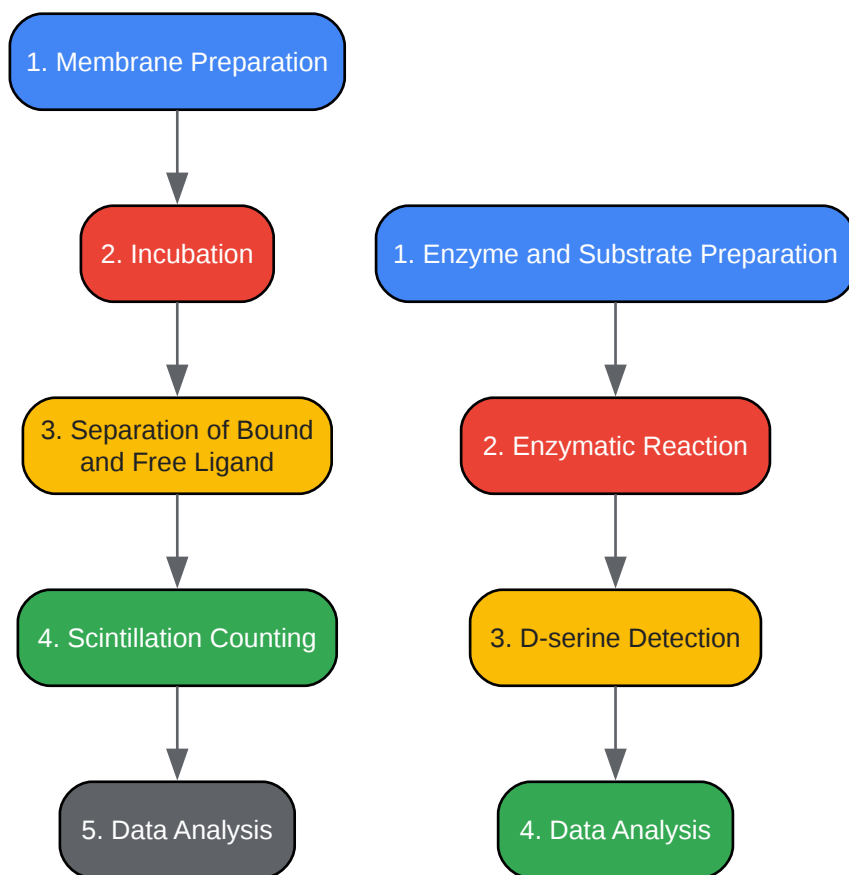 1. Membrane Preparation
2. Incubation
3. Separation of Bound
and Free Ligand
4. Scintillation Counting
5. Data Analysis
1. Enzyme and Substrate Preparation
2. Enzymatic Reaction
3. D-serine Detection
4. Data Analysis